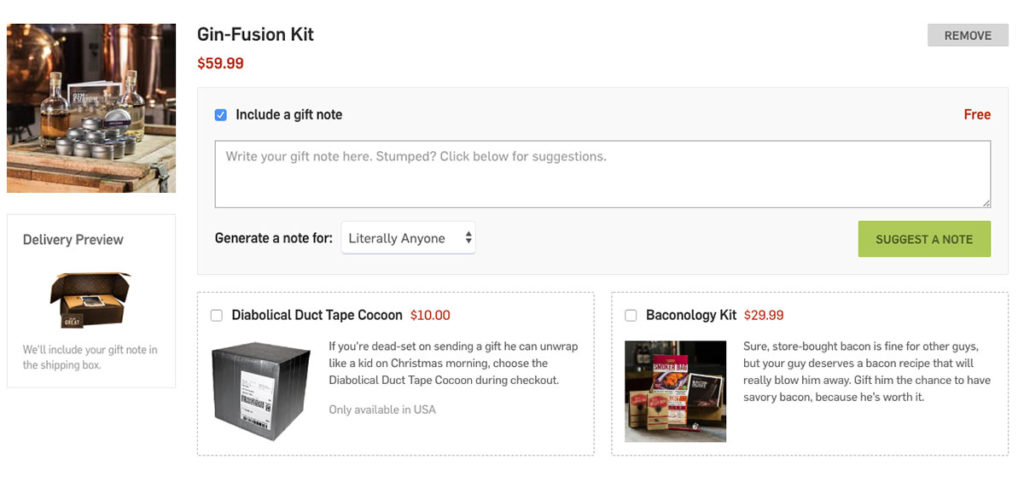 Gin-Fusion Kit
REMOVE
$59.99
Include a gift note
Free
Write your gift note here. Stumped? Click below for suggestions.
Generate a note for:
Literally Anyone
SUGGEST A NOTE
Delivery Preview
We'll include your gift note in
the shipping box.
Diabolical Duct Tape Cocoon $10.00
If you're dead-set on sending a gift he can unwrap
like a kid on Christmas morning, choose the
Diabolical Duct Tape Cocoon during checkout.
Only available in USA
Baconology Kit $29.99
SMOKER BAG
Sure, store-bought bacon is fine for other guys,
but your guy deserves a bacon recipe that will
really blow him away. Gift him the chance to have
savory bacon, because he's worth it.